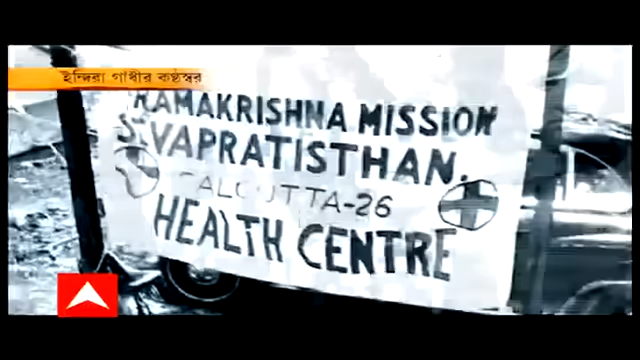 ইন্দিরা গান্ধীর কণ্ঠস্বর
RAMAKRISHNA MISSION
SEVAPRATISTHAN.
CALCUTTA-26
HEALTH CENTRE